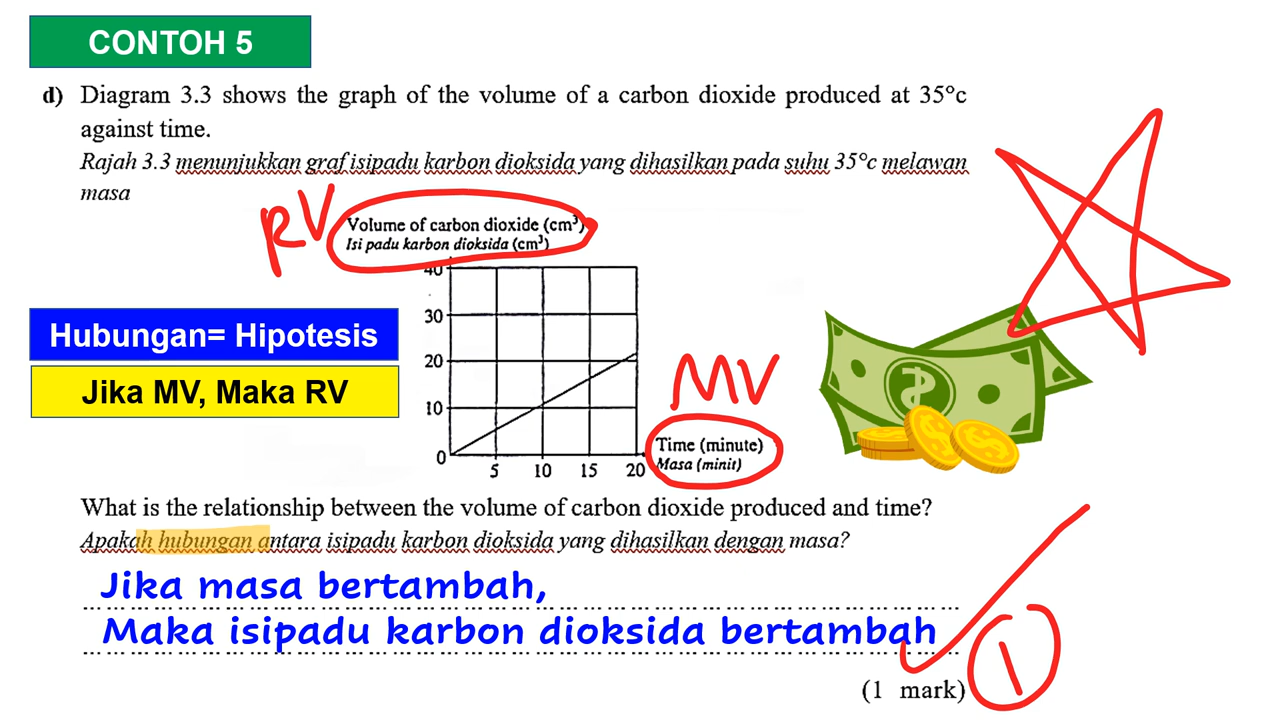 CONTOH 5
d) Diagram 3.3 shows the graph of the volume of a carbon dioxide produced at 35°c
against time.
Rajah 3.3 menunjukkan graf isipadu karbon dioksida yang dihasilkan pada suhu 35°c melawan
masa
RV
Volume of carbon dioxide (cm³)
Isi padu karbon dioksida (cm³)
40
30
20
10
0
5 10 15 20
Hubungan= Hipotesis
Jika MV, Maka RV
MV
Time (minute)
Masa (minit)
What is the relationship between the volume of carbon dioxide produced and time?
Apakah hubungan antara isipadu karbon dioksida yang dihasilkan dengan masa?
Jika masa bertambah,
Maka isipadu karbon dioksida bertambah
(1 mark)
1